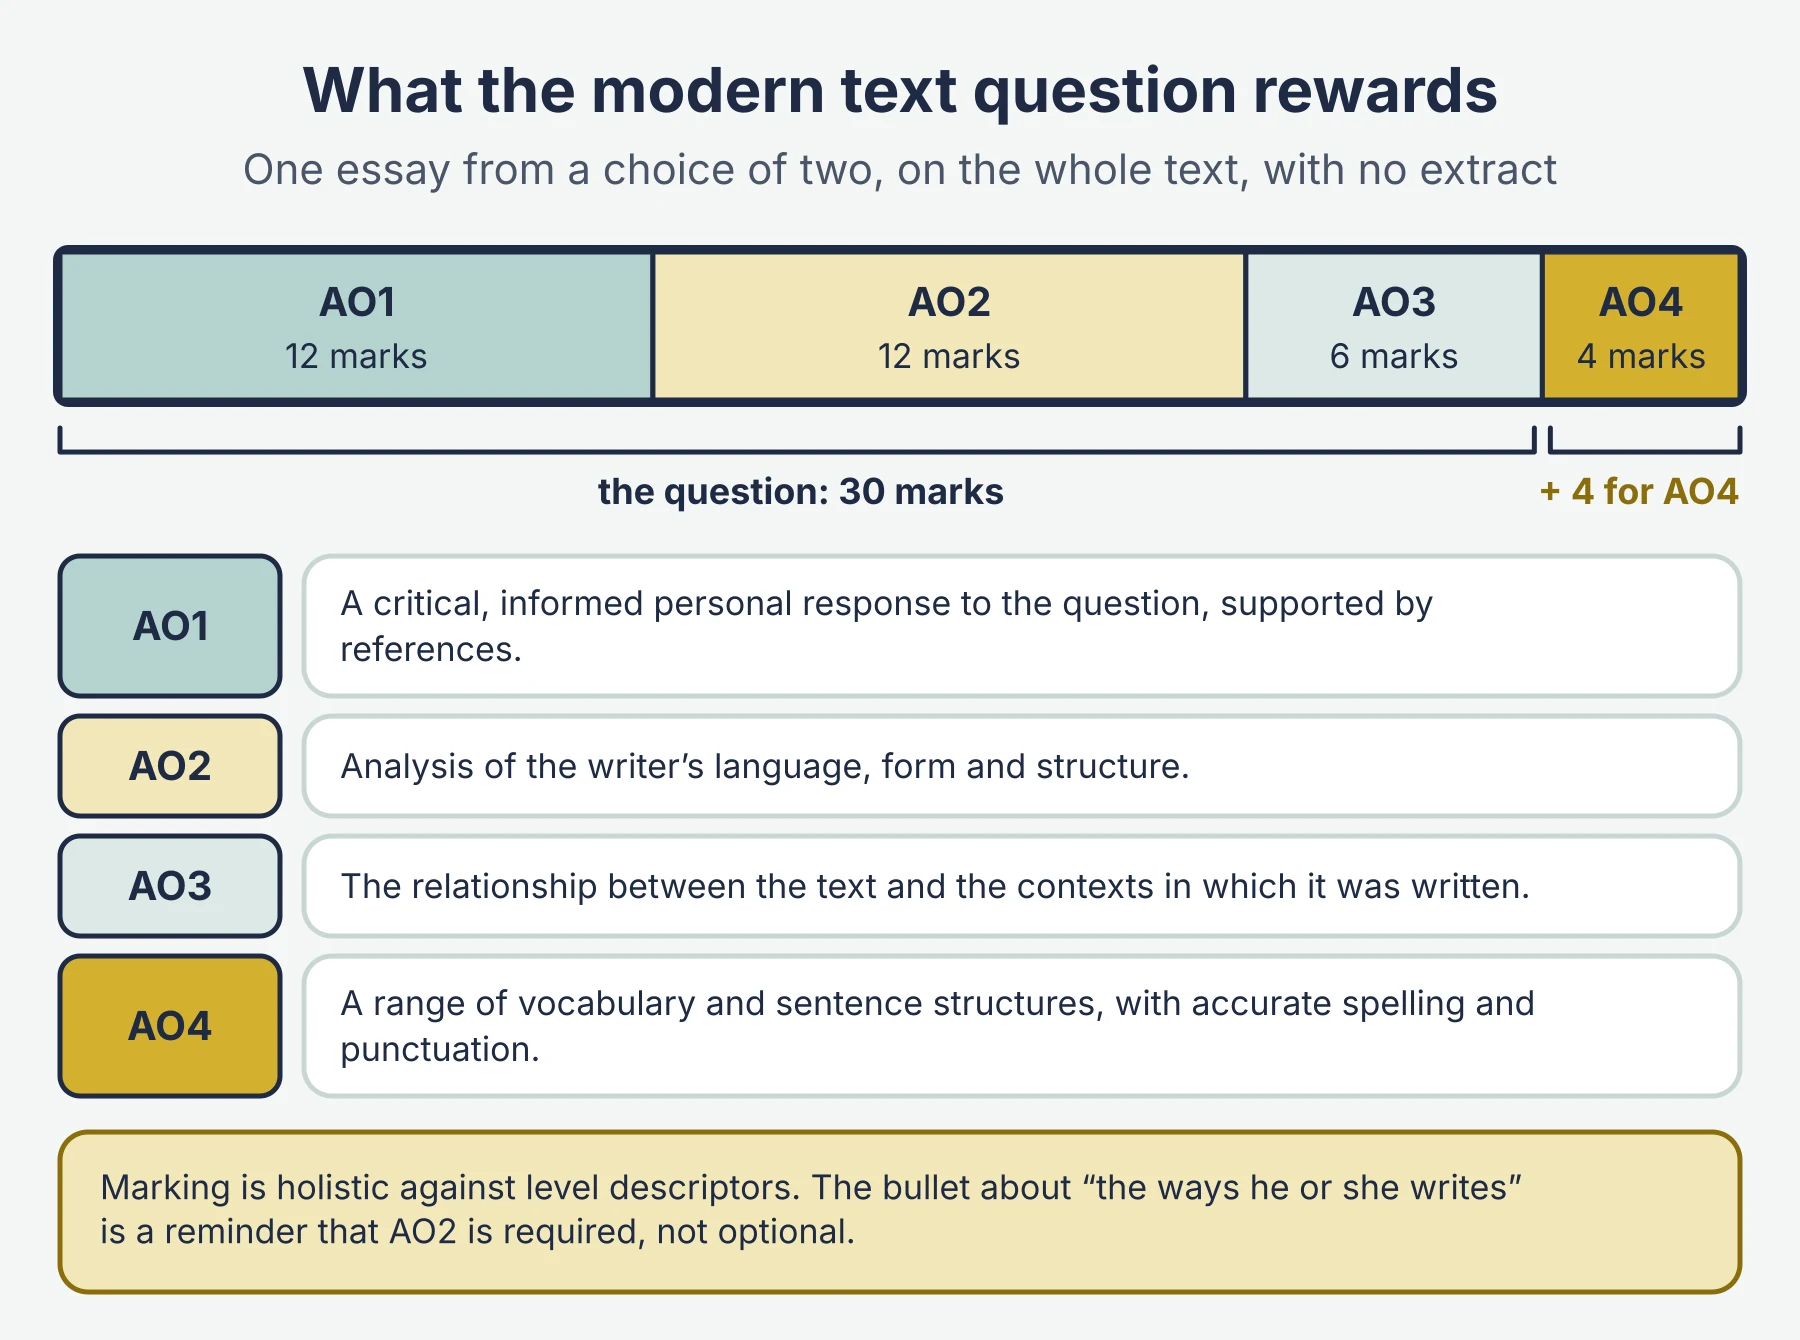 What the modern text question rewards
One essay from a choice of two, on the whole text, with no extract
AO1
12 marks
AO2
12 marks
AO3
6 marks
AO4
4 marks
the question: 30 marks
+ 4 for AO4
AO1
A critical, informed personal response to the question, supported by
references.
AO2
Analysis of the writer’s language, form and structure.
AO3
The relationship between the text and the contexts in which it was written.
AO4
A range of vocabulary and sentence structures, with accurate spelling and
punctuation.
Marking is holistic against level descriptors. The bullet about “the ways he or she writes”
is a reminder that AO2 is required, not optional.